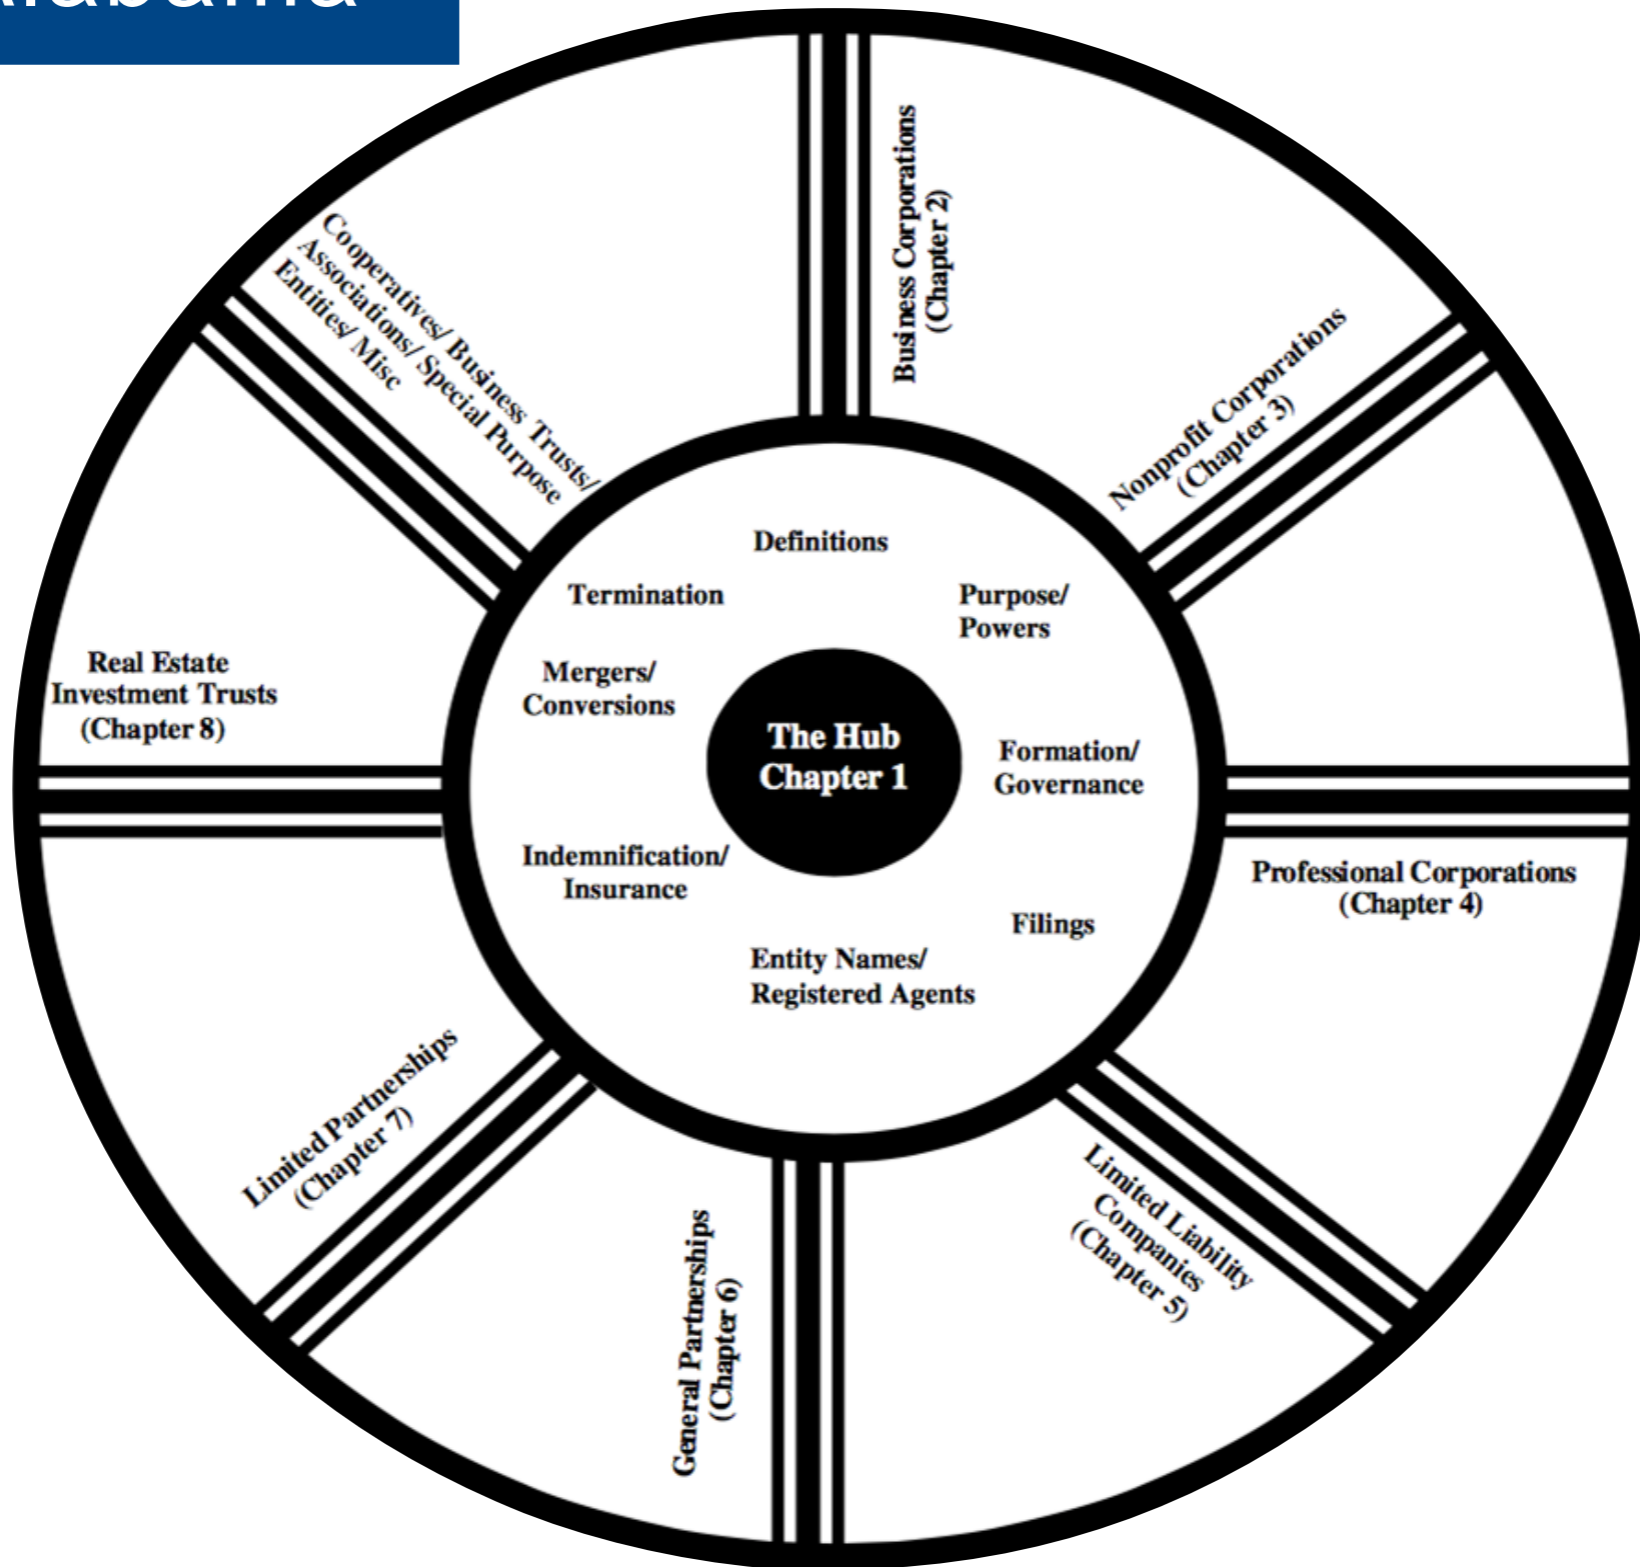 Business Corporations
(Chapter 2)
Nonprofit Corporations
(Chapter 3)
Professional Corporations
(Chapter 4)
Limited Liability
Companies
(Chapter 5)
General Partnerships
(Chapter 6)
Limited Partnerships
(Chapter 7)
Real Estate
Investment Trusts
(Chapter 8)
Cooperatives/ Business Trusts/
Associations/ Special Purpose
Entities/ Misc
Definitions
Purpose/
Powers
Formation/
Governance
Filings
Entity Names/
Registered Agents
Indemnification/
Insurance
Mergers/
Conversions
Termination
The Hub
Chapter 1